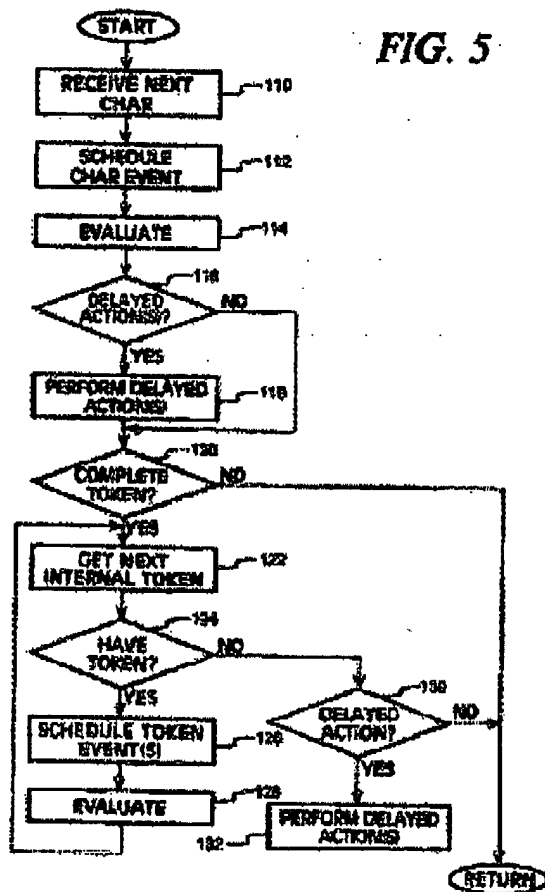 START
FIG. 5
RECEIVE NEXT
CHAR
110
SCHEDULE
CHAR EVENT
112
EVALUATE
114
116
DELAYED
ACTION(S)?
NO
YES
PERFORM DELAYED
ACTION(S)
118
120
COMPLETE
TOKEN?
NO
YES
GET NEXT
INTERNAL TOKEN
122
124
HAVE
TOKEN?
NO
YES
130
DELAYED
ACTION?
NO
YES
SCHEDULE TOKEN
EVENT(S)
126
128
EVALUATE
PERFORM DELAYED
ACTION(S)
132
RETURN